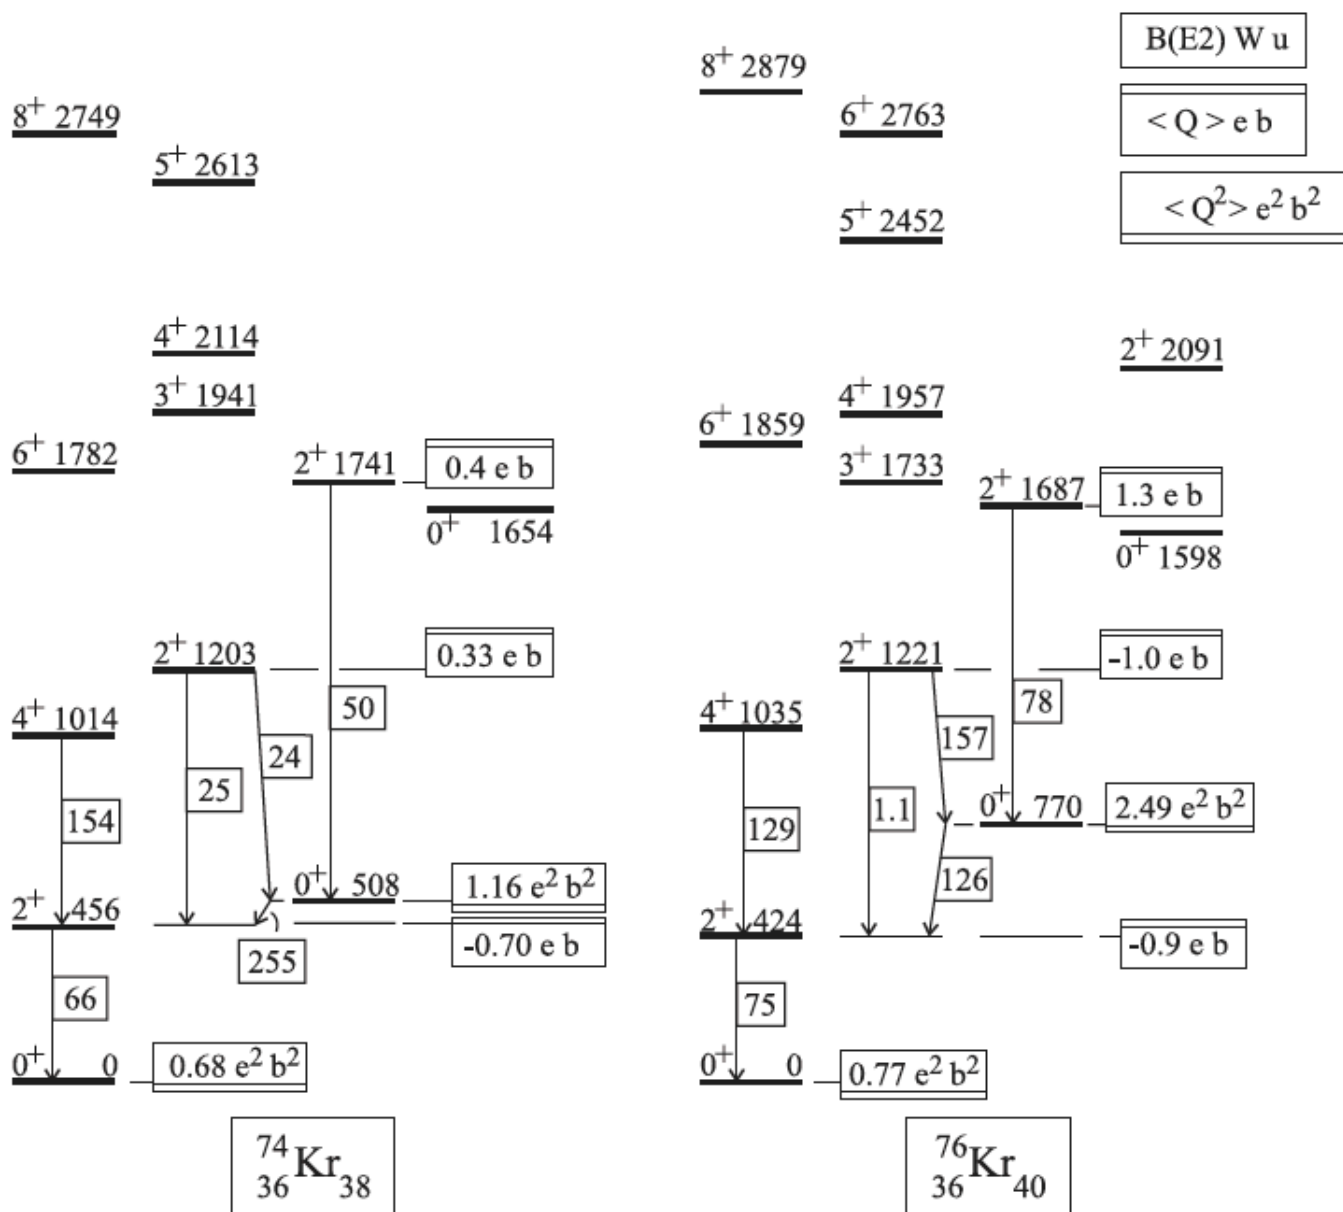 B(E2) W u
< Q > e b
< Q² > e² b²
8⁺ 2749
5⁺ 2613
4⁺ 2114
3⁺ 1941
6⁺ 1782
2⁺ 1741
0.4 e b
0⁺ 1654
2⁺ 1203
0.33 e b
4⁺ 1014
50
24
25
154
0⁺ 508
1.16 e² b²
2⁺ 456
-0.70 e b
255
66
0⁺ 0
0.68 e² b²
⁷⁴₃₆Kr₃₈
8⁺ 2879
6⁺ 2763
5⁺ 2452
2⁺ 2091
4⁺ 1957
6⁺ 1859
3⁺ 1733
2⁺ 1687
1.3 e b
0⁺ 1598
2⁺ 1221
-1.0 e b
4⁺ 1035
78
157
1.1
129
0⁺ 770
2.49 e² b²
126
2⁺ 424
-0.9 e b
75
0⁺ 0
0.77 e² b²
⁷⁶₃₆Kr₄₀